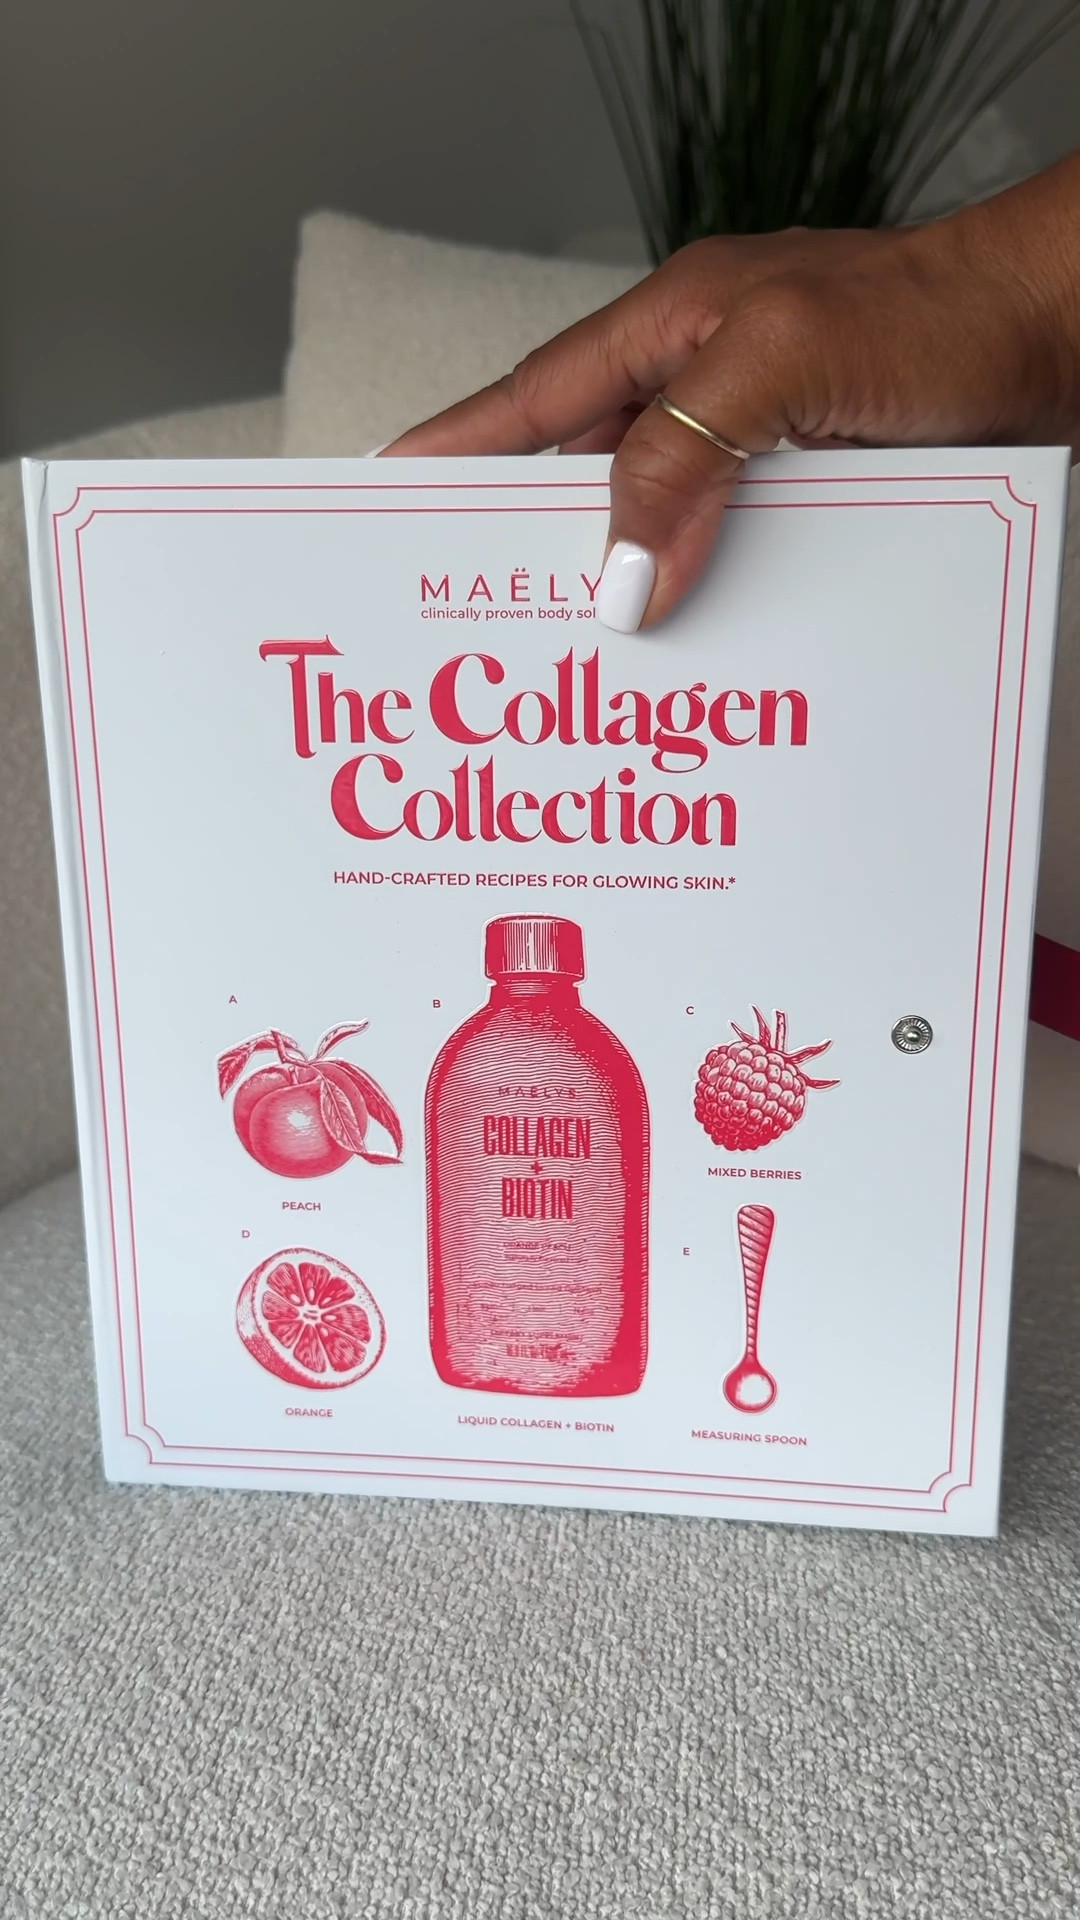 MAËLY
clinically proven body sol
The Collagen
Collection
HAND-CRAFTED RECIPES FOR GLOWING SKIN.*
A
B
C
MAËLYS
COLLAGEN
+
BIOTIN
MIXED BERRIES
PEACH
D
E
ORANGE
LIQUID COLLAGEN + BIOTIN
MEASURING SPOON